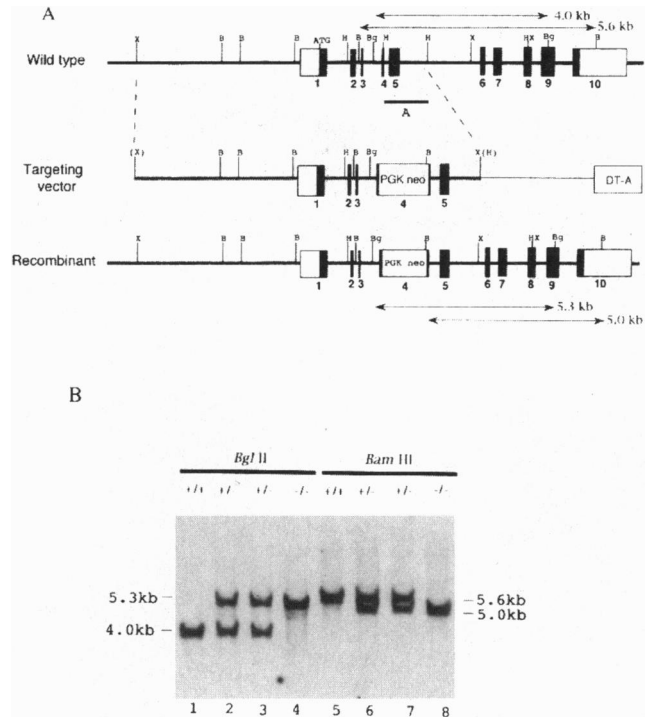 A
4.0 kb
5.6 kb
X B B B ATG H B Bg H H X HX Bg B
Wild type
1 2 3 4 5 6 7 8 9 10
A
(X) B B B H B Bg B X(H)
Targeting
vector
PGK neo
DT-A
1 2 3 4 5
X B B B H B Bg B X HX Bg B
Recombinant
PGK neo
1 2 3 4 5 6 7 8 9 10
5.3 kb
5.0 kb
B
Bgl II
+/+ +/- +/- -/- +/+ +/- +/- -/-
5.3kb
4.0kb
5.6kb
5.0kb
1 2 3 4 5 6 7 8